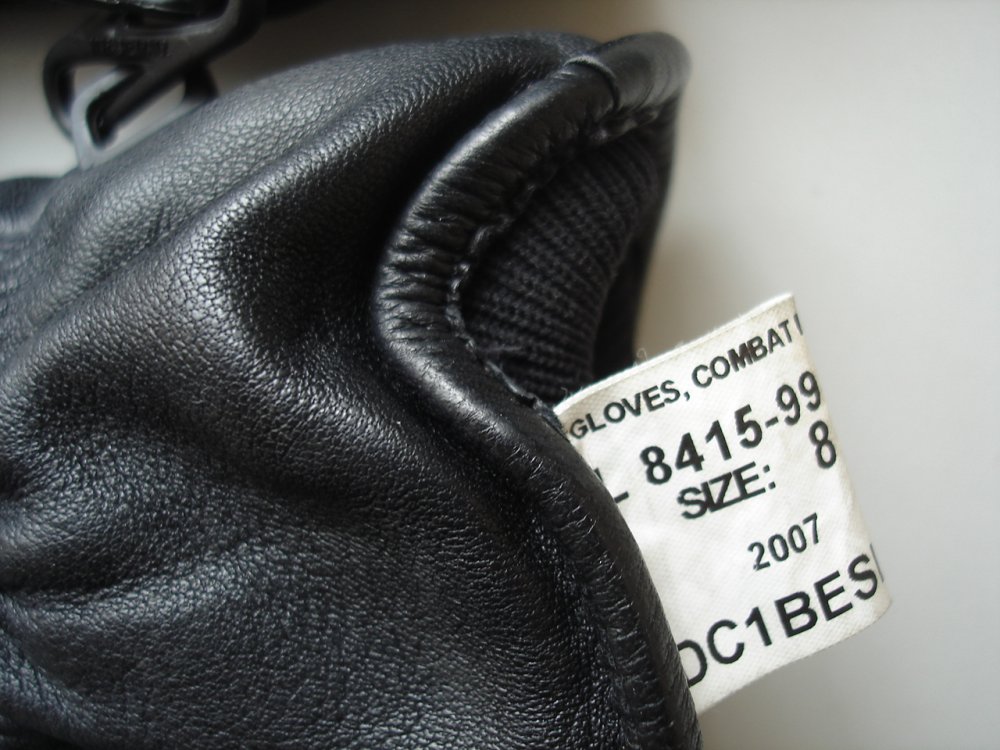 GLOVES, COMBAT
8415-99
SIZE: 8
2007
DC1BES